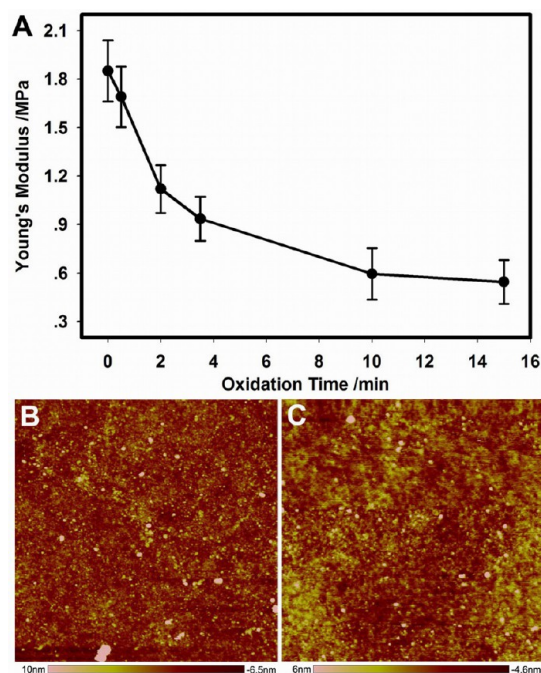 A
Young's Modulus /MPa
2.1
1.8
1.5
1.2
.9
.6
.3
0 2 4 6 8 10 12 14 16
Oxidation Time /min
B
C
10nm -6.5nm
6nm -4.6nm